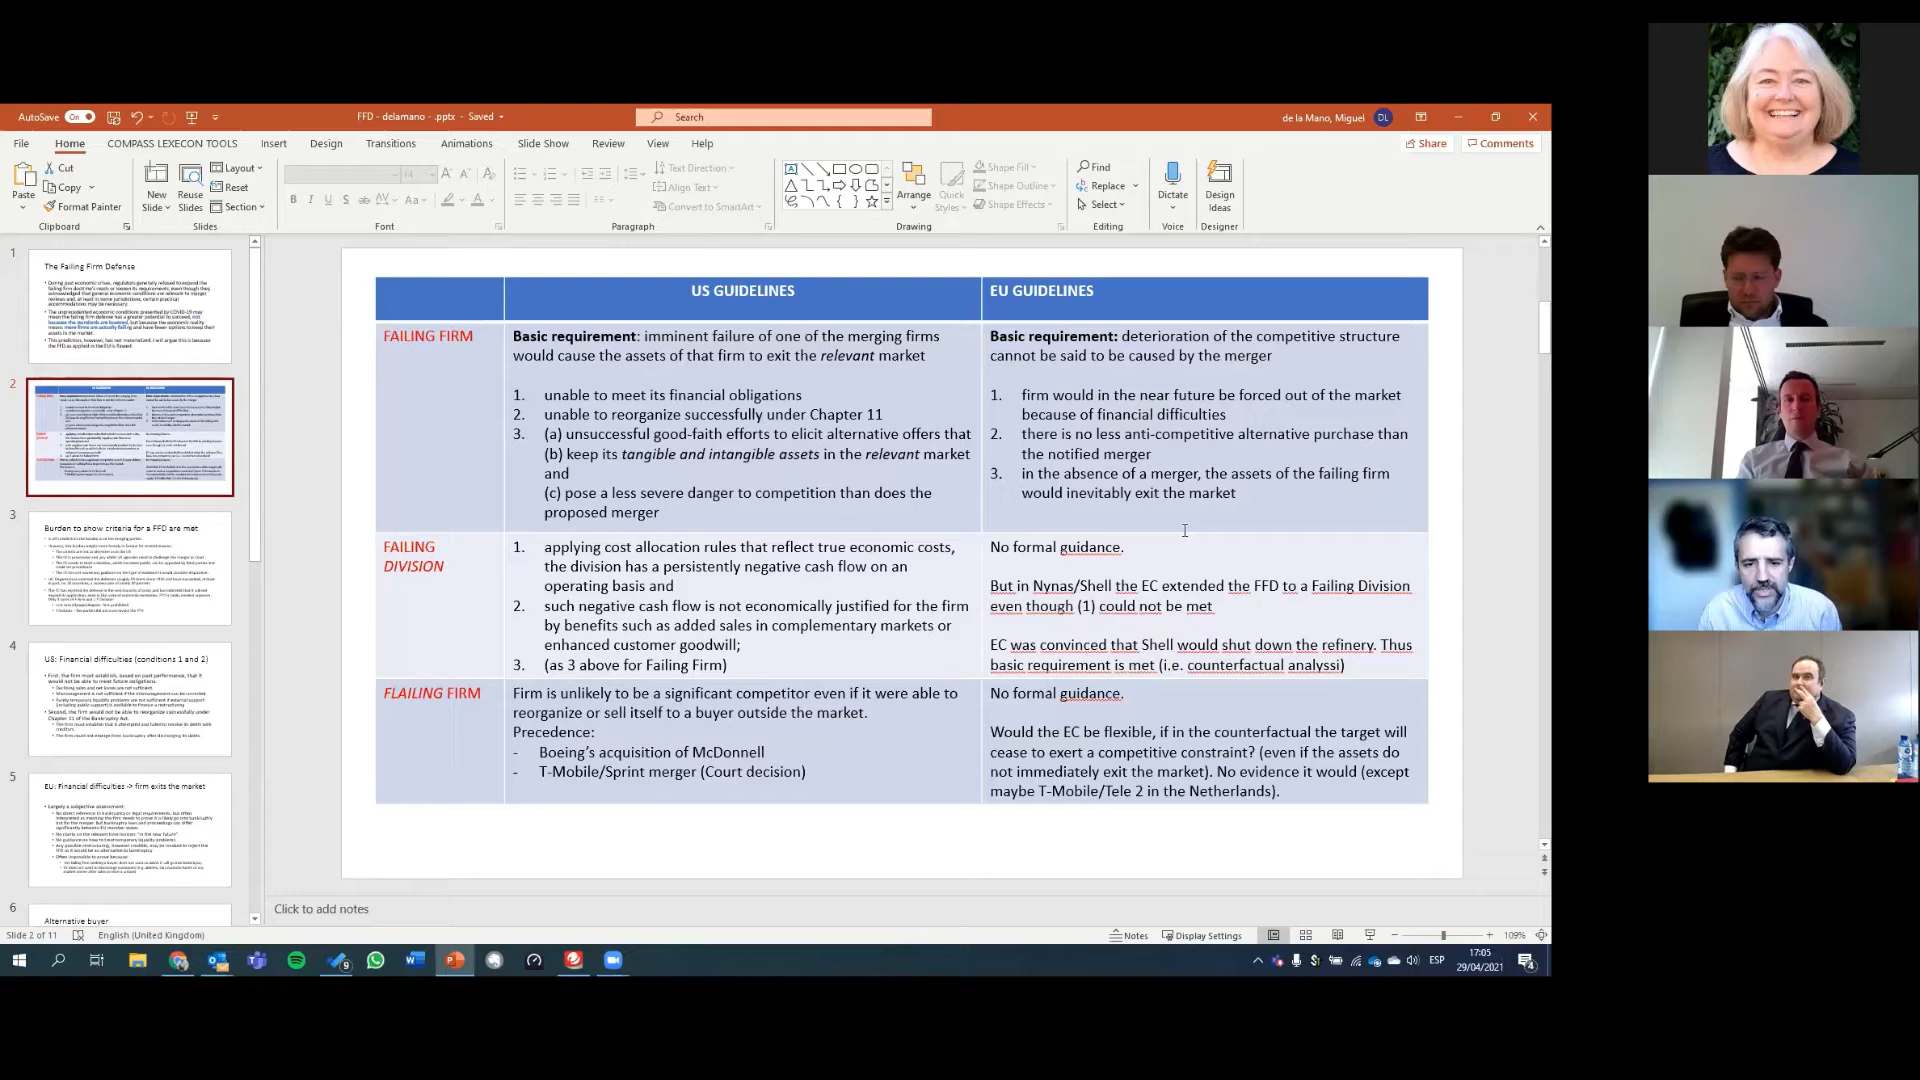 AutoSave On
FFD - delamano - .pptx - Saved
Search
de la Mano, Miguel DL
File Home COMPASS LEXECON TOOLS Insert Design Transitions Animations Slide Show Review View Help
Share Comments
Paste
Cut
Copy
Format Painter
Clipboard
New Slide
Reuse Slides
Layout
Reset
Section
Slides
14
Font
Text Direction
Align Text
Convert to SmartArt
Paragraph
Arrange
Quick Styles
Shape Fill
Shape Outline
Shape Effects
Drawing
Find
Replace
Select
Editing
Dictate
Voice
Design Ideas
Designer
1
The Failing Firm Defense
2
3
Burden to show criteria for a FFD are met
4
US: Financial difficulties (conditions 1 and 2)
5
EU: Financial difficulties -> firm exits the market
6
Alternative buyer
US GUIDELINES
EU GUIDELINES
FAILING FIRM
Basic requirement: imminent failure of one of the merging firms
would cause the assets of that firm to exit the relevant market
1. unable to meet its financial obligations
2. unable to reorganize successfully under Chapter 11
3. (a) unsuccessful good-faith efforts to elicit alternative offers that
(b) keep its tangible and intangible assets in the relevant market
and
(c) pose a less severe danger to competition than does the
proposed merger
Basic requirement: deterioration of the competitive structure
cannot be said to be caused by the merger
1. firm would in the near future be forced out of the market
because of financial difficulties
2. there is no less anti-competitive alternative purchase than
the notified merger
3. in the absence of a merger, the assets of the failing firm
would inevitably exit the market
FAILING
DIVISION
1. applying cost allocation rules that reflect true economic costs,
the division has a persistently negative cash flow on an
operating basis and
2. such negative cash flow is not economically justified for the firm
by benefits such as added sales in complementary markets or
enhanced customer goodwill;
3. (as 3 above for Failing Firm)
No formal guidance.
But in Nynas/Shell the EC extended the FFD to a Failing Division
even though (1) could not be met
EC was convinced that Shell would shut down the refinery. Thus
basic requirement is met (i.e. counterfactual analyssi)
FLAILING FIRM
Firm is unlikely to be a significant competitor even if it were able to
reorganize or sell itself to a buyer outside the market.
Precedence:
- Boeing's acquisition of McDonnell
- T-Mobile/Sprint merger (Court decision)
No formal guidance.
Would the EC be flexible, if in the counterfactual the target will
cease to exert a competitive constraint? (even if the assets do
not immediately exit the market). No evidence it would (except
maybe T-Mobile/Tele 2 in the Netherlands).
Click to add notes
Slide 2 of 11 English (United Kingdom)
Notes Display Settings 109%
ESP
17:05
29/04/2021